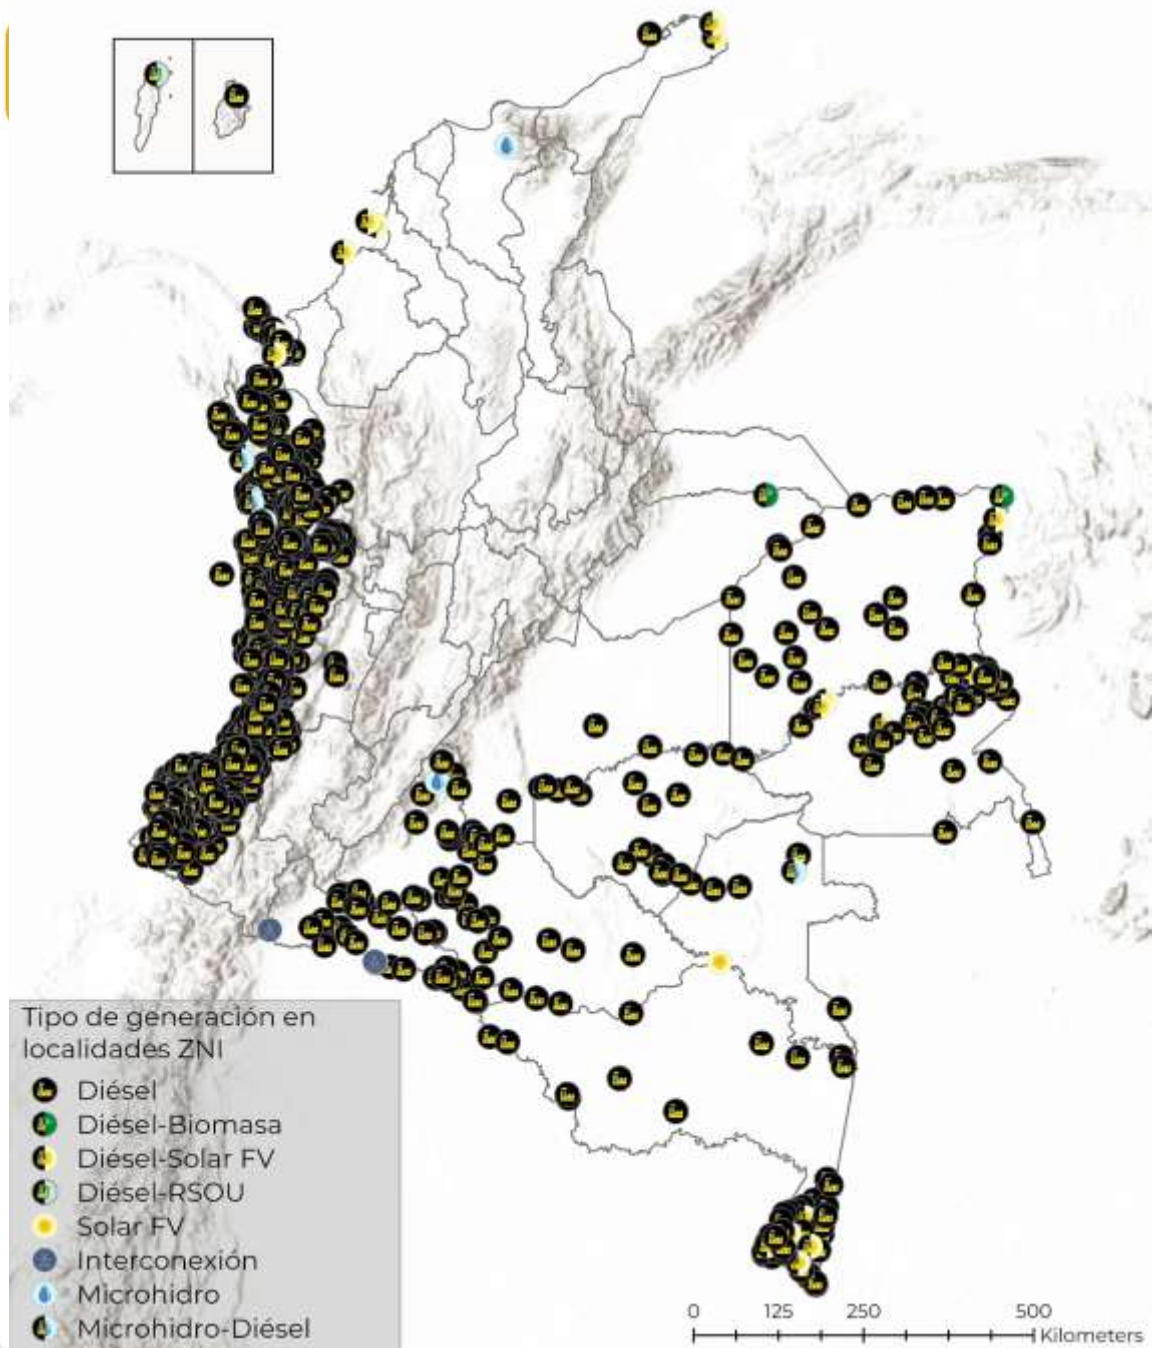 Tipo de generación en
localidades ZNI
Diésel
Diésel-Biomasa
Diésel-Solar FV
Diésel-RSOU
Solar FV
Interconexión
Microhidro
Microhidro-Diésel
0 125 250 500
Kilometers